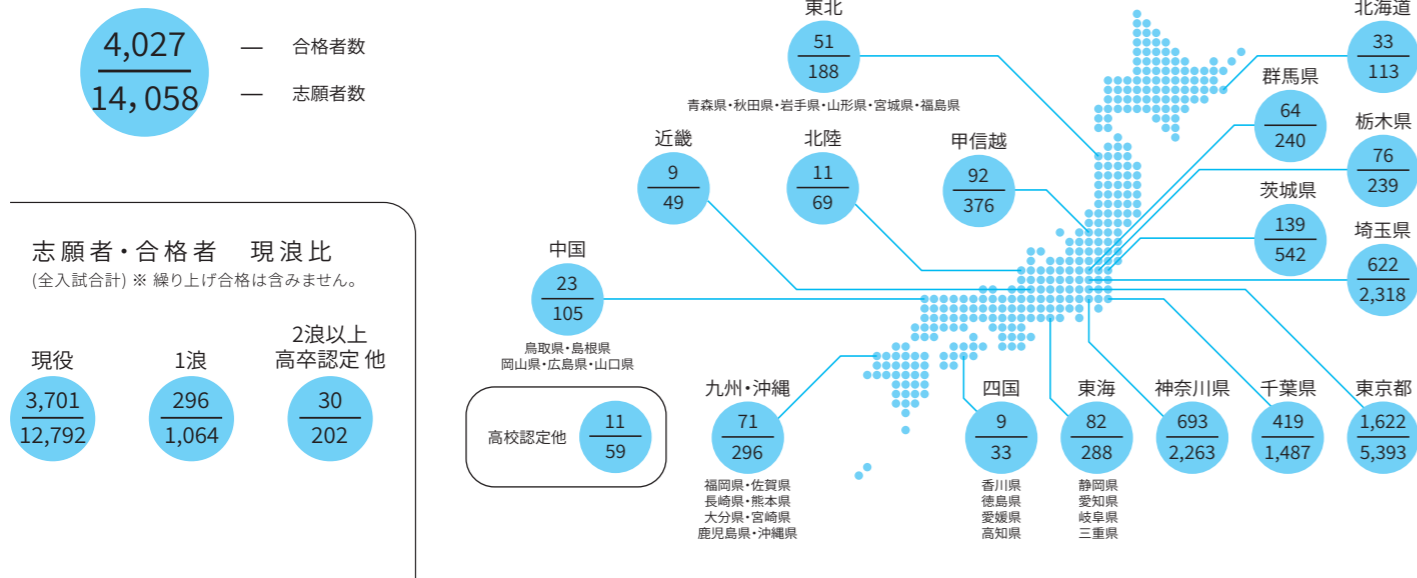 4,027 — 合格者数
14,058 — 志願者数
志願者・合格者 現浪比
(全入試合計) ※ 繰り上げ合格は含みません。
現役
3,701
12,792
1浪
296
1,064
2浪以上
高卒認定 他
30
202
東北
51
188
青森県・秋田県・岩手県・山形県・宮城県・福島県
北海道
33
113
群馬県
64
240
栃木県
76
239
近畿
9
49
北陸
11
69
甲信越
92
376
茨城県
139
542
埼玉県
622
2,318
中国
23
105
鳥取県・島根県
岡山県・広島県・山口県
高校認定他
11
59
九州・沖縄
71
296
福岡県・佐賀県
長崎県・熊本県
大分県・宮崎県
鹿児島県・沖縄県
四国
9
33
香川県
徳島県
愛媛県
高知県
東海
82
288
静岡県
愛知県
岐阜県
三重県
神奈川県
693
2,263
千葉県
419
1,487
東京都
1,622
5,393